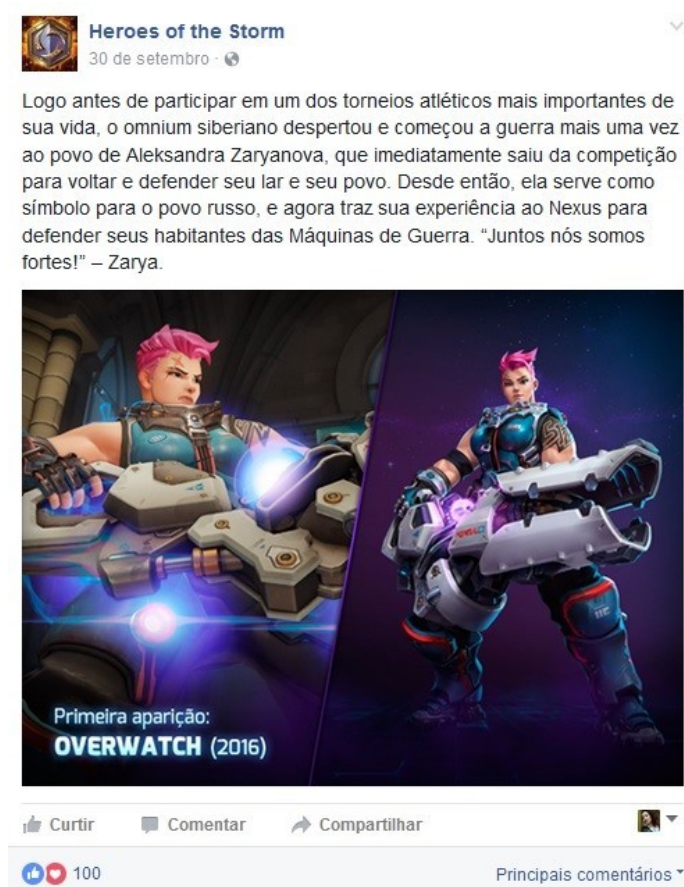 Heroes of the Storm
30 de setembro ·
Logo antes de participar em um dos torneios atléticos mais importantes de
sua vida, o omnium siberiano despertou e começou a guerra mais uma vez
ao povo de Aleksandra Zaryanova, que imediatamente saiu da competição
para voltar e defender seu lar e seu povo. Desde então, ela serve como
símbolo para o povo russo, e agora traz sua experiência ao Nexus para
defender seus habitantes das Máquinas de Guerra. “Juntos nós somos
fortes!” – Zarya.
Primeira aparição:
OVERWATCH (2016)
Curtir Comentar Compartilhar
100 Principais comentários